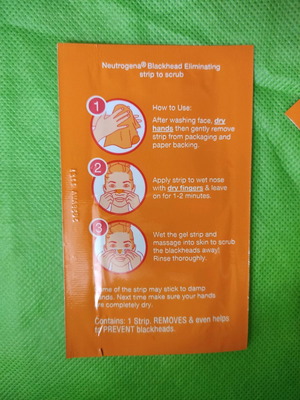 Neutrogena® Blackhead Eliminating
strip to scrub
1
How to Use:
After washing face, dry
hands then gently remove
strip from packaging and
paper backing.
2
Apply strip to wet nose
with dry fingers & leave
on for 1-2 minutes.
3
Wet the gel strip and
massage into skin to scrub
the blackheads away!
Rinse thoroughly.
Some of the strip may stick to damp
hands. Next time make sure your hands
are completely dry.
Contains: 1 Strip. REMOVES & even helps
to PREVENT blackheads.